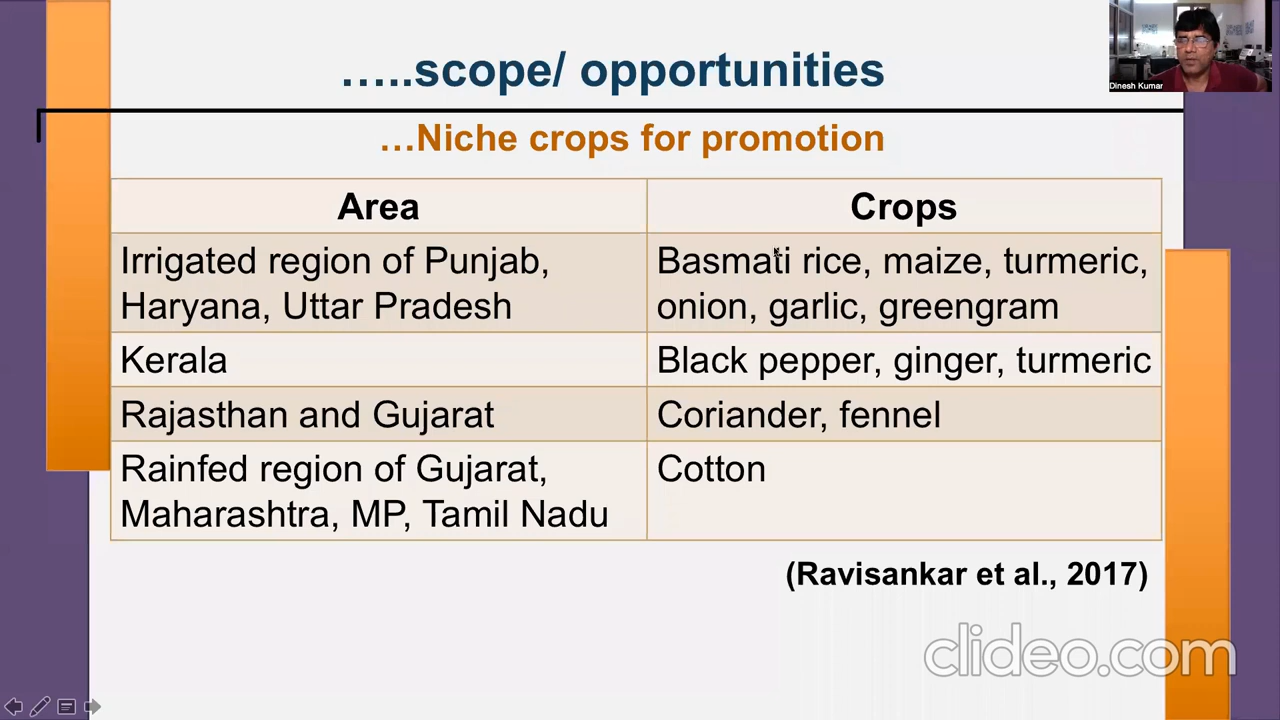 …..scope/ opportunities
Dinesh Kumar
…Niche crops for promotion
Area
Crops
Irrigated region of Punjab,
Haryana, Uttar Pradesh
Basmati rice, maize, turmeric,
onion, garlic, greengram
Kerala
Black pepper, ginger, turmeric
Rajasthan and Gujarat
Coriander, fennel
Rainfed region of Gujarat,
Maharashtra, MP, Tamil Nadu
Cotton
(Ravisankar et al., 2017)
clideo.com